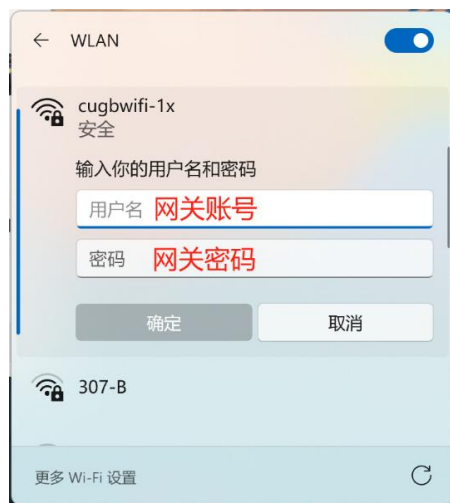 WLAN
cugbwifi-1x
安全
输入你的用户名和密码
用户名 网关账号
密码 网关密码
确定 取消
307-B
更多 Wi-Fi 设置